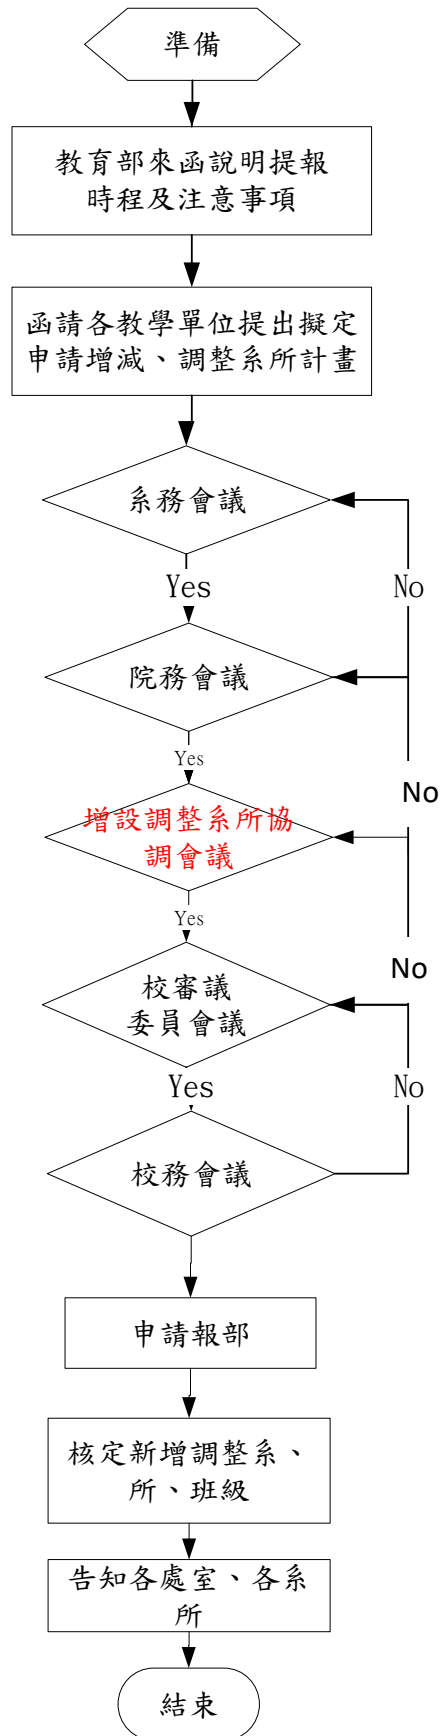 準備
教育部來函說明提報
時程及注意事項
函請各教學單位提出擬定
申請增減、調整系所計畫
系務會議
Yes
No
院務會議
Yes
No
增設調整系所協
調會議
Yes
No
校審議
委員會議
Yes
No
校務會議
申請報部
核定新增調整系、
所、班級
告知各處室、各系
所
結束